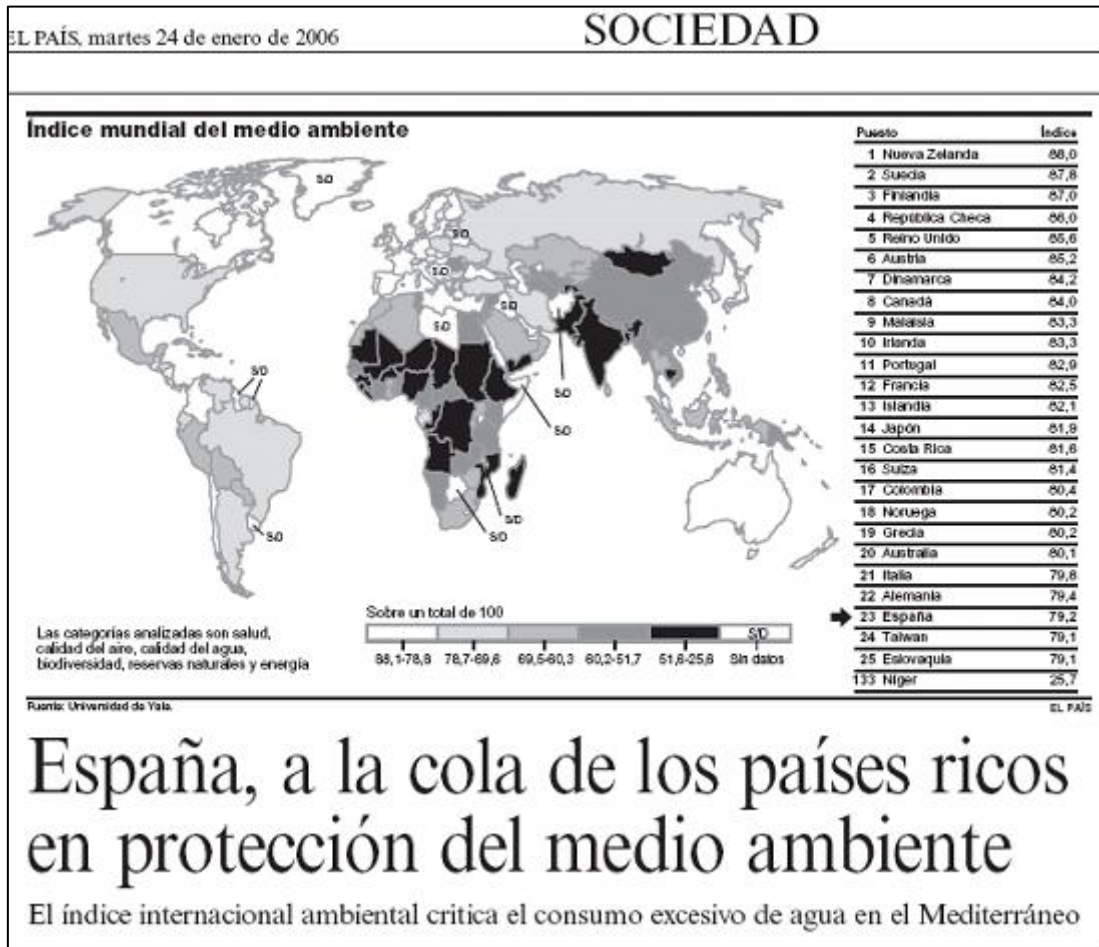 EL PAÍS, martes 24 de enero de 2006
SOCIEDAD
Índice mundial del medio ambiente
S/D
S/D
S/D
S/D
S/D
S/D
S/D
S/D
S/D
S/D
S/D
Las categorías analizadas son salud,
calidad del aire, calidad del agua,
biodiversidad, reservas naturales y energía
Sobre un total de 100
S/D
88,1-78,8 78,7-69,6 69,5-60,3 60,2-51,7 51,6-25,6 Sin datos
Puesto Índice
1 Nueva Zelanda 88,0
2 Suecia 87,8
3 Finlandia 87,0
4 República Checa 86,0
5 Reino Unido 85,6
6 Austria 85,2
7 Dinamarca 84,2
8 Canadá 84,0
9 Malaisia 83,3
10 Irlanda 83,3
11 Portugal 82,9
12 Francia 82,5
13 Islandia 82,1
14 Japón 81,9
15 Costa Rica 81,6
16 Suiza 81,4
17 Colombia 80,4
18 Noruega 80,2
19 Grecia 80,2
20 Australia 80,1
21 Italia 79,8
22 Alemania 79,4
23 España 79,2
24 Taiwan 79,1
25 Eslovaquia 79,1
133 Níger 25,7
Fuente: Universidad de Yale.
EL PAÍS
España, a la cola de los países ricos
en protección del medio ambiente
El índice internacional ambiental critica el consumo excesivo de agua en el Mediterráneo